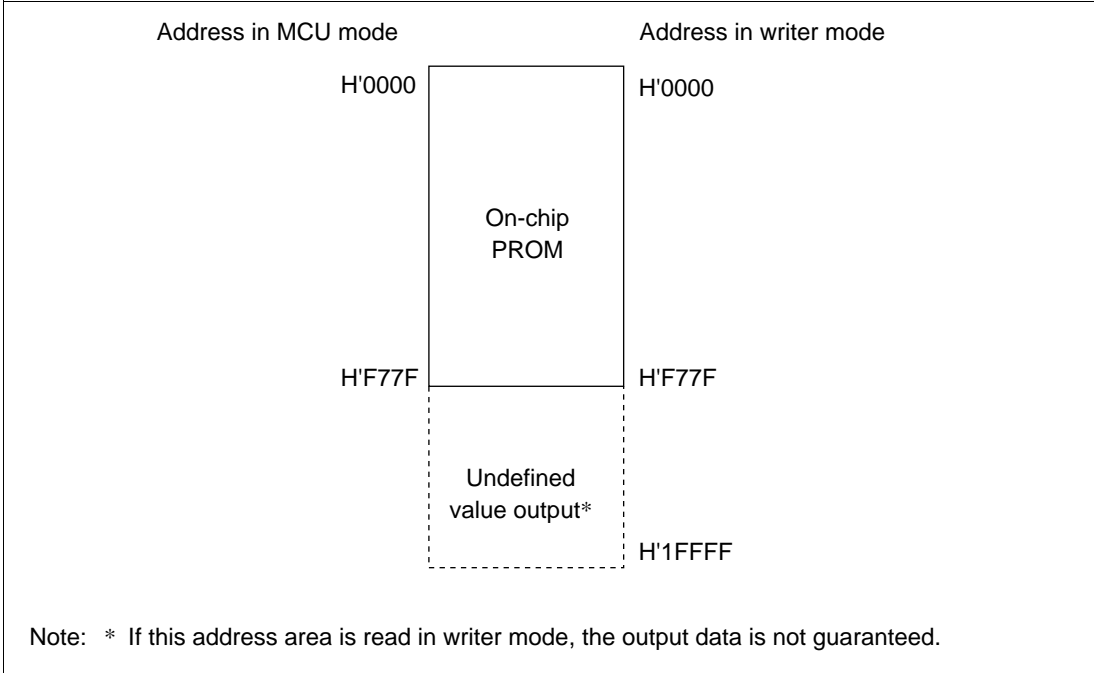 Address in MCU mode
Address in writer mode
H'0000
H'0000
On-chip
PROM
H'F77F
H'F77F
Undefined
value output*
H'1FFFF
Note: * If this address area is read in writer mode, the output data is not guaranteed.